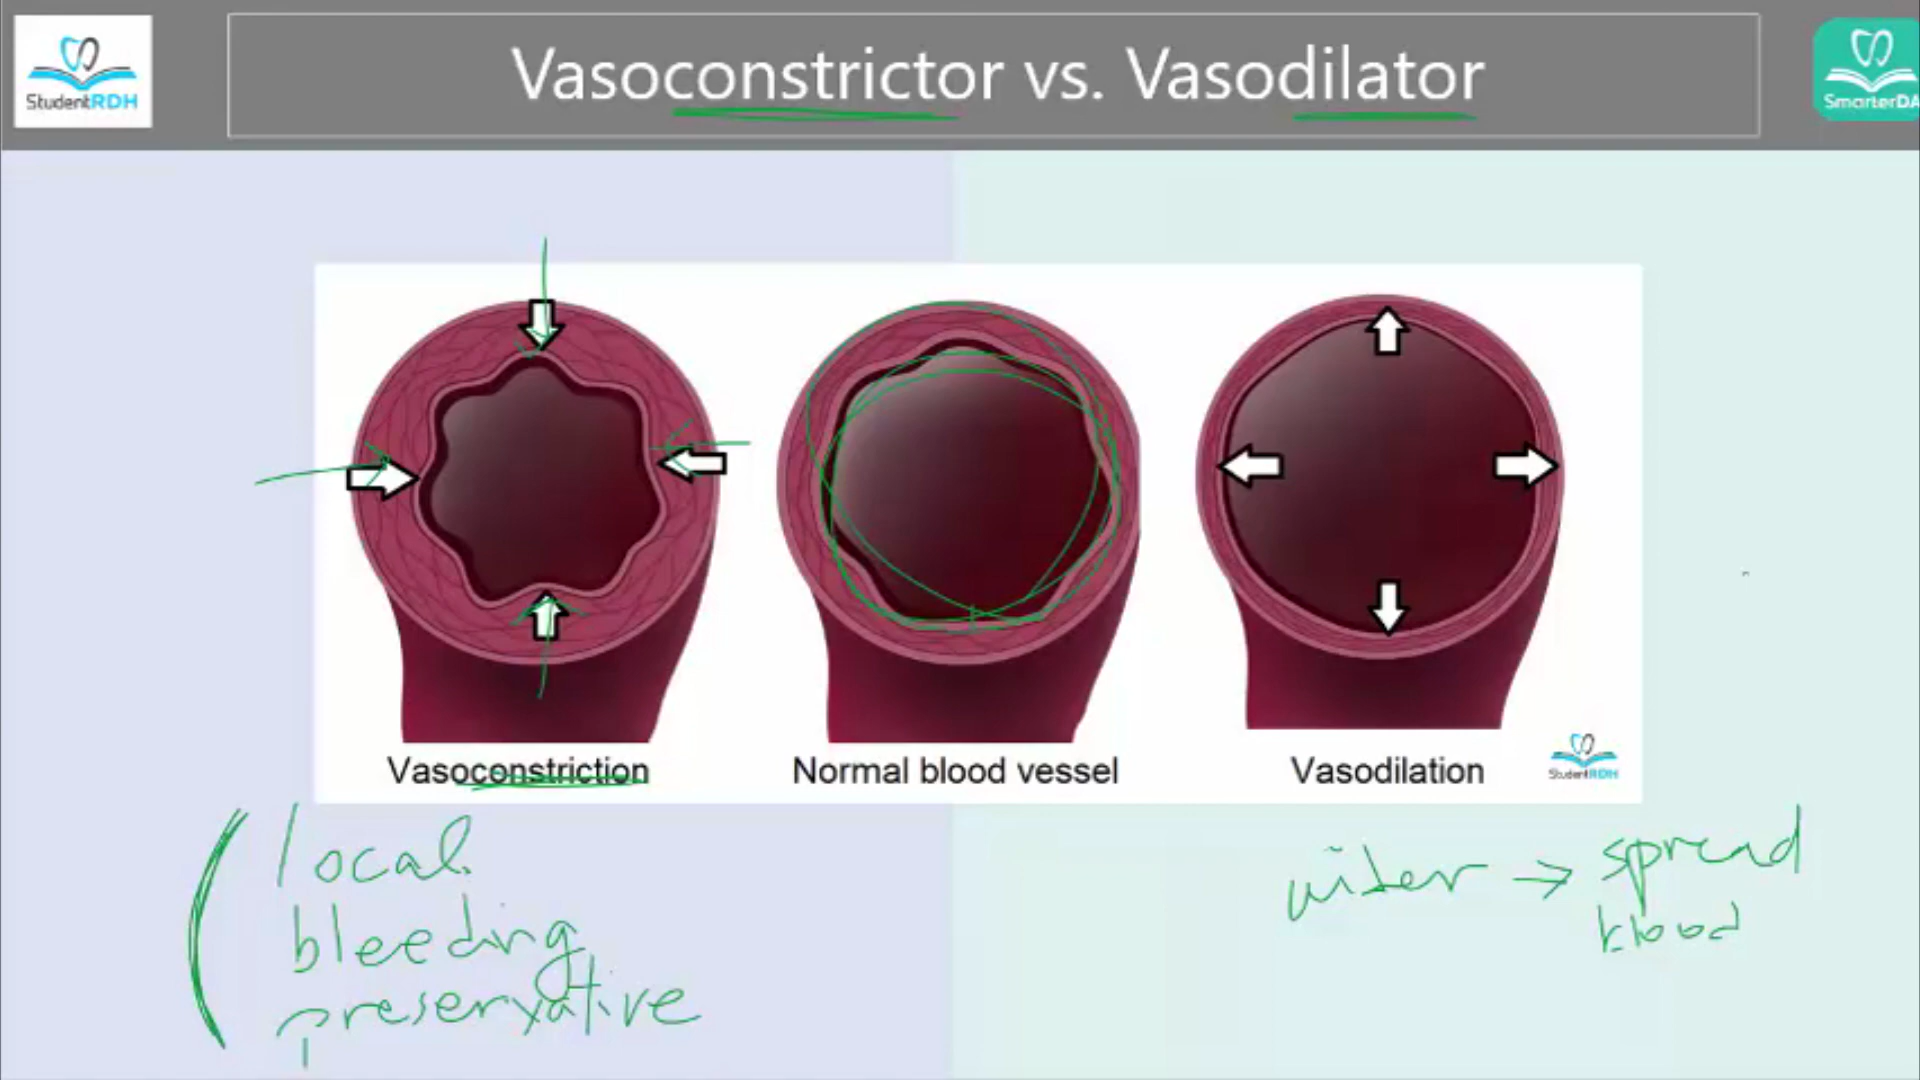 StudentRDH
Vasoconstrictor vs. Vasodilator
SmarterDA
Vasoconstriction
Normal blood vessel
Vasodilation
StudentRDH
local
bleeding
preservative
wider → spread
blood